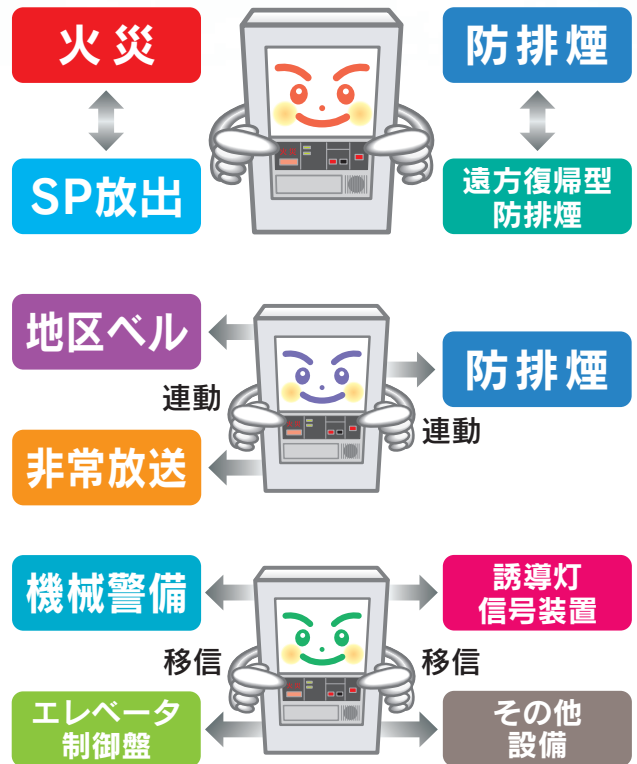 火災
防排煙
SP放出
遠方復帰型
防排煙
地区ベル
防排煙
連動
連動
非常放送
機械警備
誘導灯
信号装置
移信
移信
エレベータ
制御盤
その他
設備